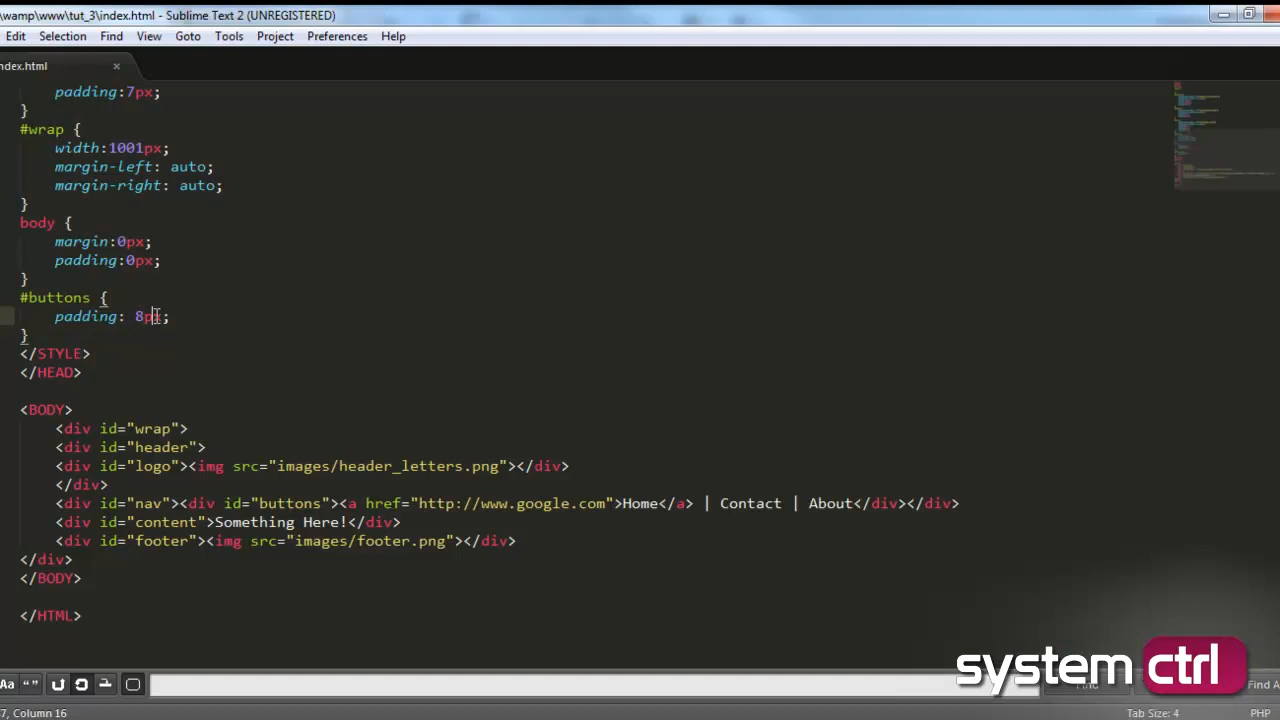 \wamp\www\tut_3\index.html - Sublime Text 2 (UNREGISTERED)
Edit Selection Find View Goto Tools Project Preferences Help
ndex.html ×
padding:7px;
}
#wrap {
width:1001px;
margin-left: auto;
margin-right: auto;
}
body {
margin:0px;
padding:0px;
}
#buttons {
padding: 8px;
}
</STYLE>
</HEAD>
<BODY>
<div id="wrap">
<div id="header">
<div id="logo"><img src="images/header_letters.png"></div>
</div>
<div id="nav"><div id="buttons"><a href="http://www.google.com">Home</a> | Contact | About</div></div>
<div id="content">Something Here!</div>
<div id="footer"><img src="images/footer.png"></div>
</div>
</BODY>
</HTML>
system ctrl
Aa “ ” Find Find A
7, Column 16 Tab Size: 4 PHP